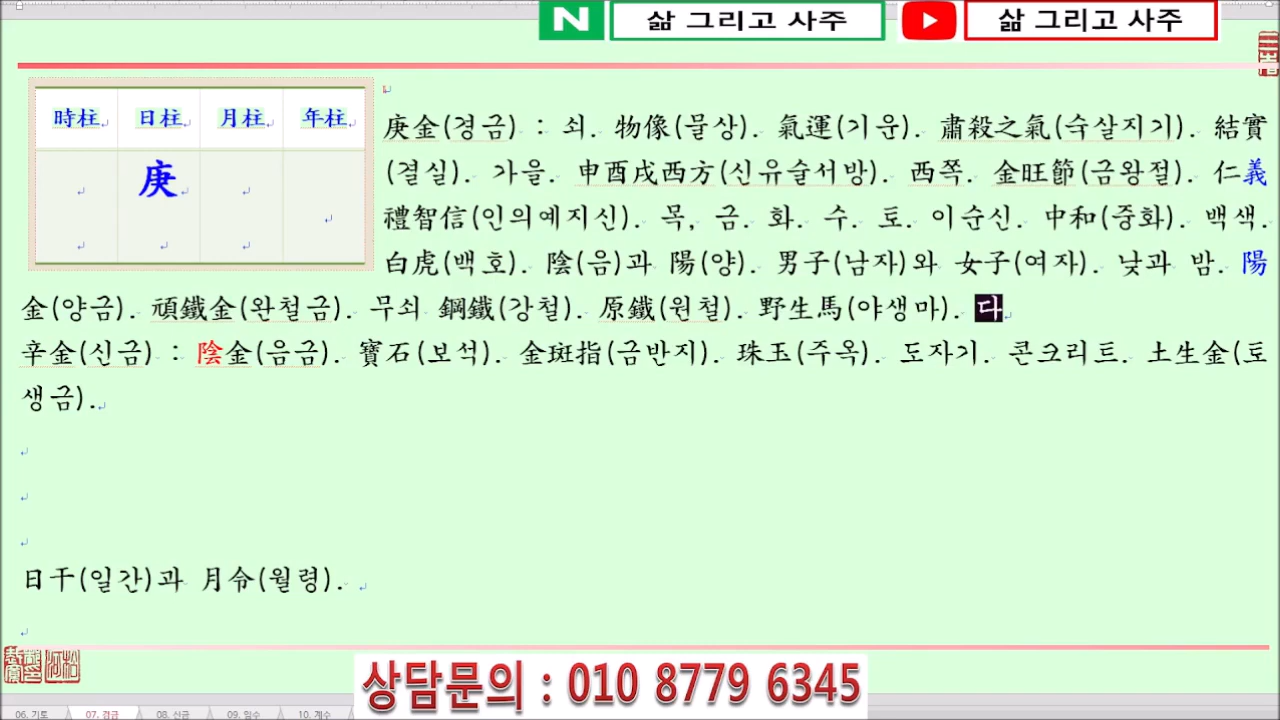 N 삶 그리고 사주 삶 그리고 사주
時柱 日柱 月柱 年柱
庚
庚金(경금) : 쇠. 物像(물상). 氣運(기운). 肅殺之氣(숙살지기). 結實
(결실). 가을. 申酉戌西方(신유술서방). 西쪽. 金旺節(금왕절). 仁義
禮智信(인의예지신). 목, 금. 화. 수. 토. 이순신. 中和(중화). 백색.
白虎(백호). 陰(음)과 陽(양). 男子(남자)와 女子(여자). 낮과 밤. 陽
金(양금). 頑鐵金(완철금). 무쇠 鋼鐵(강철). 原鐵(원철). 野生馬(야생마). 다
辛金(신금) : 陰金(음금). 寶石(보석). 金斑指(금반지). 珠玉(주옥). 도자기. 콘크리트. 土生金(토
생금).
日干(일간)과 月令(월령).
상담문의 : 010 8779 6345
06. 기토 07. 경금 08. 신금 09. 임수 10. 계수